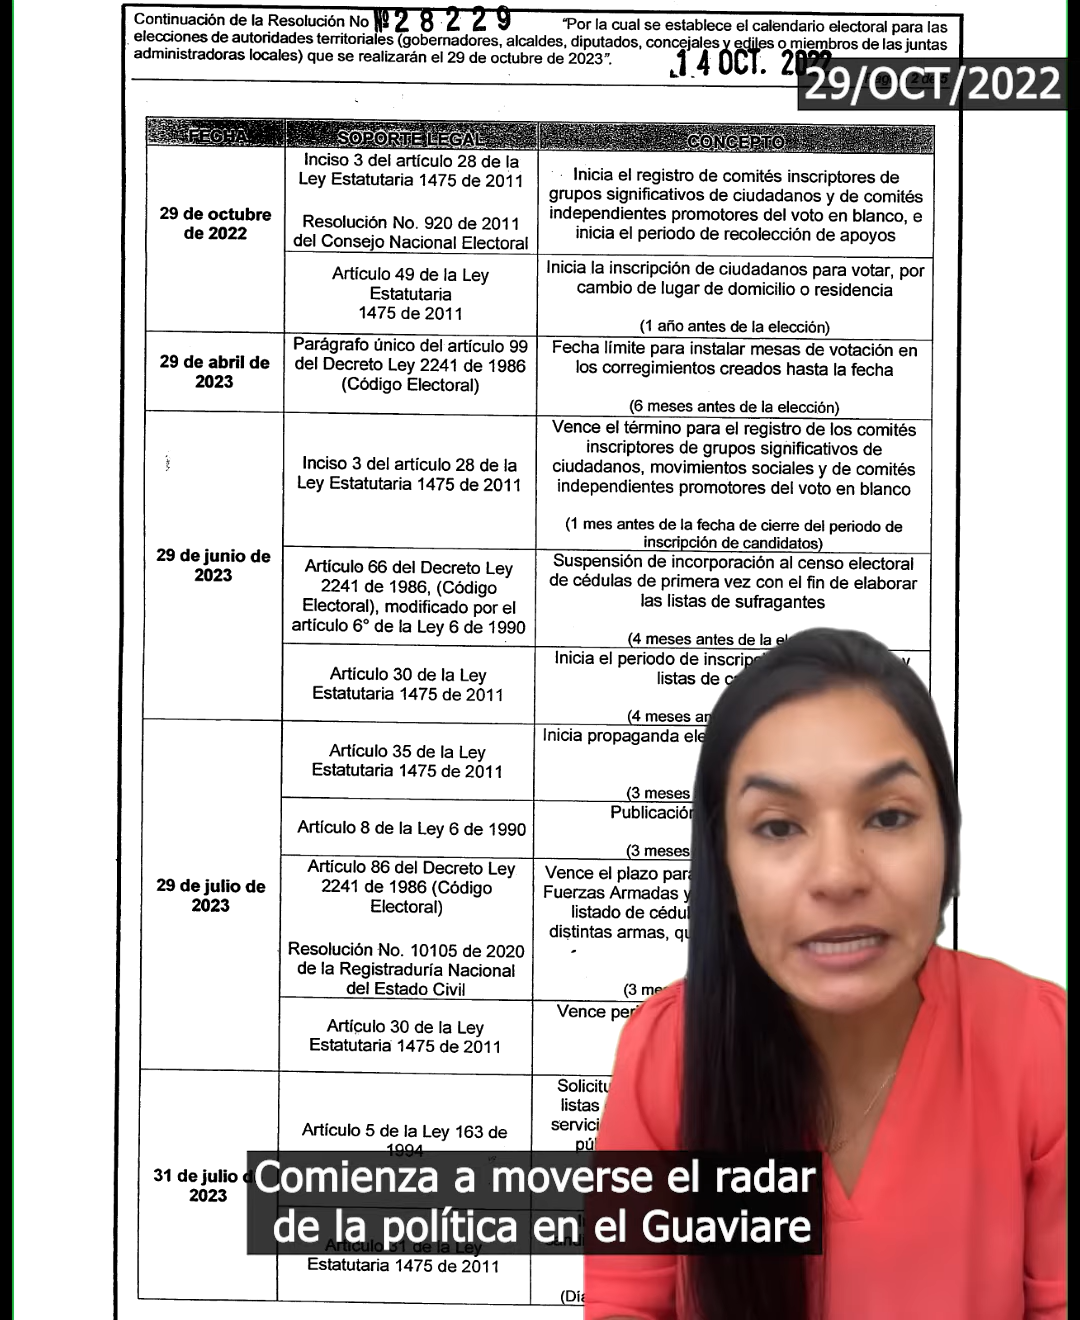 Continuación de la Resolución No Nº 28229 "Por la cual se establece el calendario electoral para las
elecciones de autoridades territoriales (gobernadores, alcaldes, diputados, concejales y ediles o miembros de las juntas
administradoras locales) que se realizarán el 29 de octubre de 2023".
14 OCT. 2022
29/OCT/2022
FECHA SOPORTE LEGAL CONCEPTO
29 de octubre
de 2022
Inciso 3 del artículo 28 de la
Ley Estatutaria 1475 de 2011
Resolución No. 920 de 2011
del Consejo Nacional Electoral
Inicia el registro de comités inscriptores de
grupos significativos de ciudadanos y de comités
independientes promotores del voto en blanco, e
inicia el periodo de recolección de apoyos
Artículo 49 de la Ley
Estatutaria
1475 de 2011
Inicia la inscripción de ciudadanos para votar, por
cambio de lugar de domicilio o residencia
(1 año antes de la elección)
29 de abril de
2023
Parágrafo único del artículo 99
del Decreto Ley 2241 de 1986
(Código Electoral)
Fecha límite para instalar mesas de votación en
los corregimientos creados hasta la fecha
(6 meses antes de la elección)
29 de junio de
2023
Inciso 3 del artículo 28 de la
Ley Estatutaria 1475 de 2011
Vence el término para el registro de los comités
inscriptores de grupos significativos de
ciudadanos, movimientos sociales y de comités
independientes promotores del voto en blanco
(1 mes antes de la fecha de cierre del periodo de
inscripción de candidatos)
Artículo 66 del Decreto Ley
2241 de 1986, (Código
Electoral), modificado por el
artículo 6° de la Ley 6 de 1990
Suspensión de incorporación al censo electoral
de cédulas de primera vez con el fin de elaborar
las listas de sufragantes
(4 meses antes de la e
Artículo 30 de la Ley
Estatutaria 1475 de 2011
Inicia el periodo de inscrip y
listas de c
(4 meses an
29 de julio de
2023
Artículo 35 de la Ley
Estatutaria 1475 de 2011
Inicia propaganda ele
(3 meses
Artículo 8 de la Ley 6 de 1990
Publicación
(3 meses
Artículo 86 del Decreto Ley
2241 de 1986 (Código
Electoral)
Resolución No. 10105 de 2020
de la Registraduría Nacional
del Estado Civil
Vence el plazo para
Fuerzas Armadas y
listado de cédul
distintas armas, qu
(3 me
Artículo 30 de la Ley
Estatutaria 1475 de 2011
Vence peri
31 de julio d
2023
Artículo 5 de la Ley 163 de
1994
Solicitu
listas
servici
púl
Artículo 31 de la Ley
Estatutaria 1475 de 2011
(Día
Comienza a moverse el radar
de la política en el Guaviare